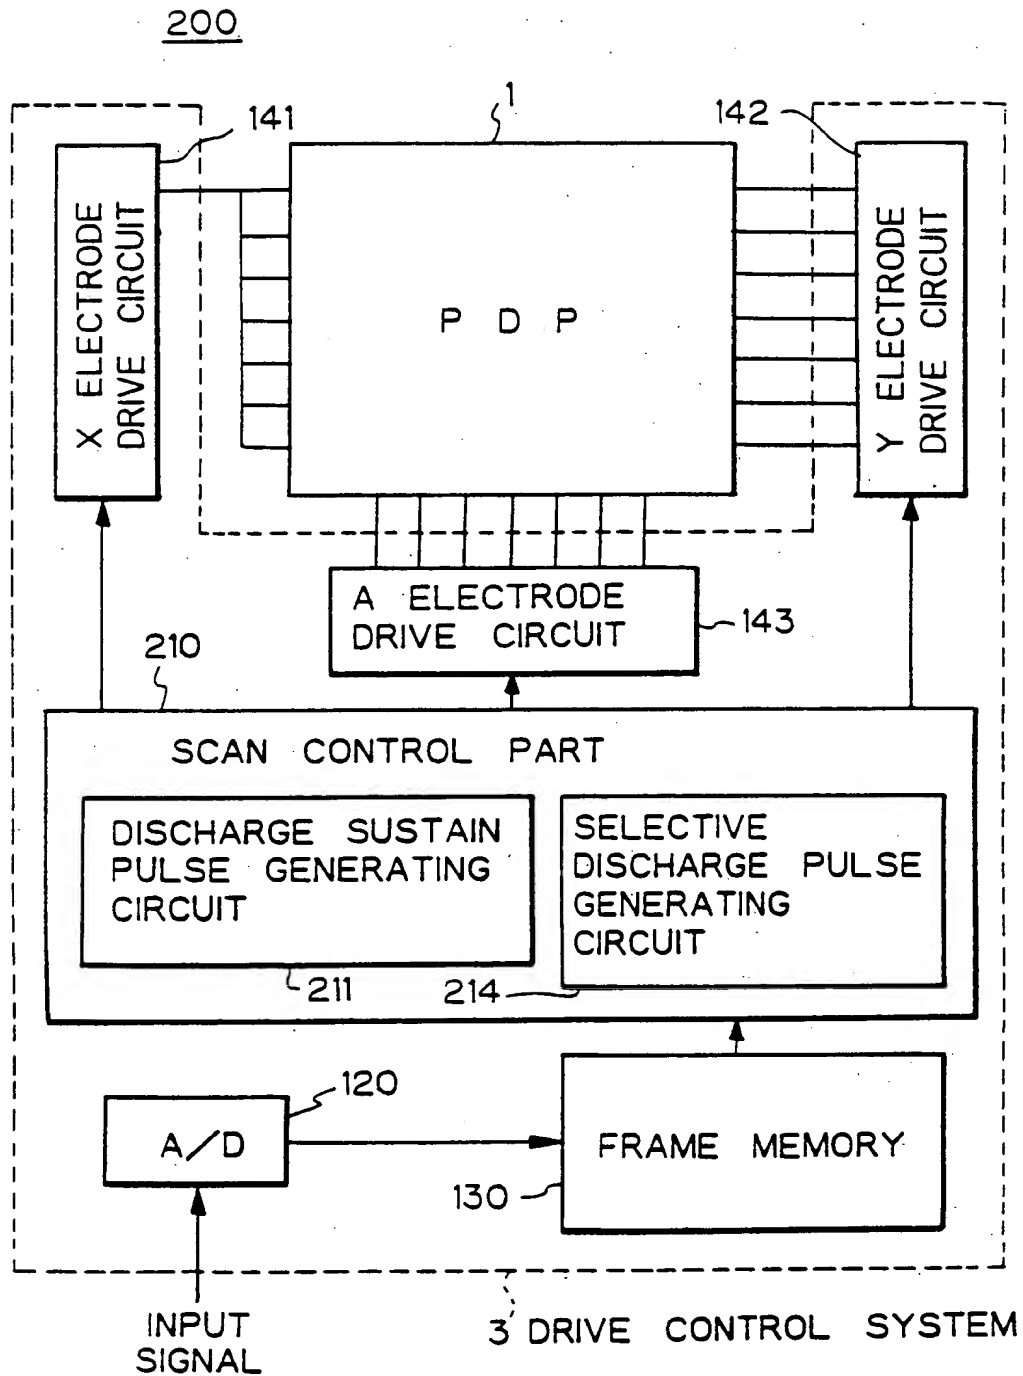 200
141
1
142
X ELECTRODE
DRIVE CIRCUIT
P D P
Y ELECTRODE
DRIVE CIRCUIT
A ELECTRODE
DRIVE CIRCUIT
143
210
SCAN CONTROL PART
DISCHARGE SUSTAIN
PULSE GENERATING
CIRCUIT
211
SELECTIVE
DISCHARGE PULSE
GENERATING
CIRCUIT
214
120
A/D
FRAME MEMORY
130
INPUT
SIGNAL
3 DRIVE CONTROL SYSTEM